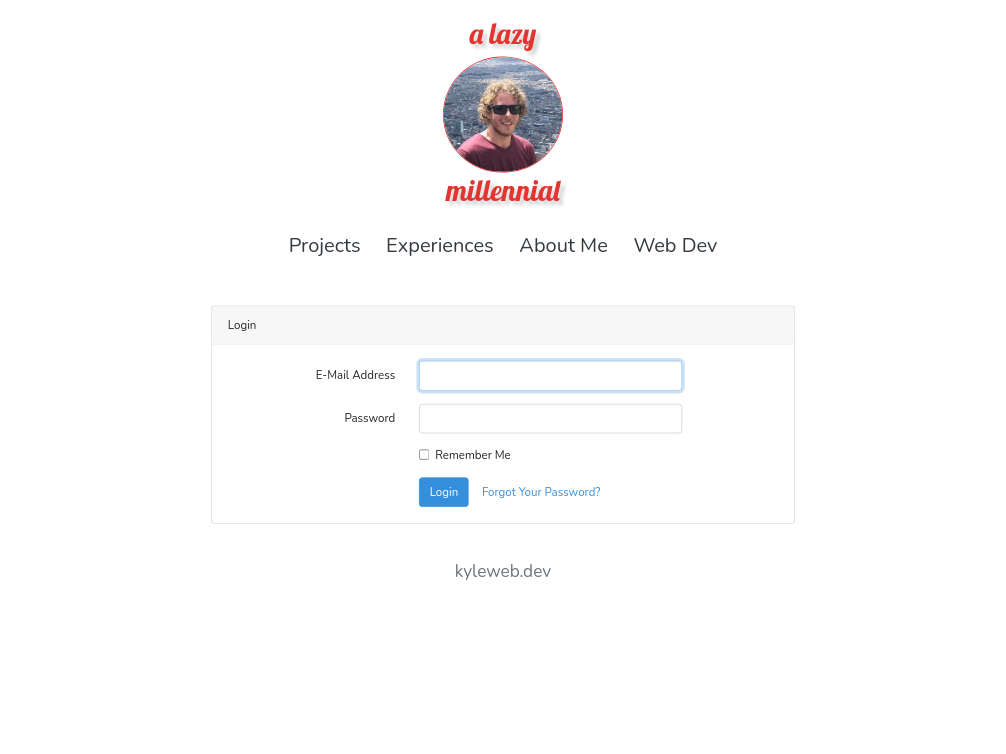 a lazy
millennial
Projects Experiences About Me Web Dev
Login
E-Mail Address
Password
Remember Me
Login Forgot Your Password?
kyleweb.dev